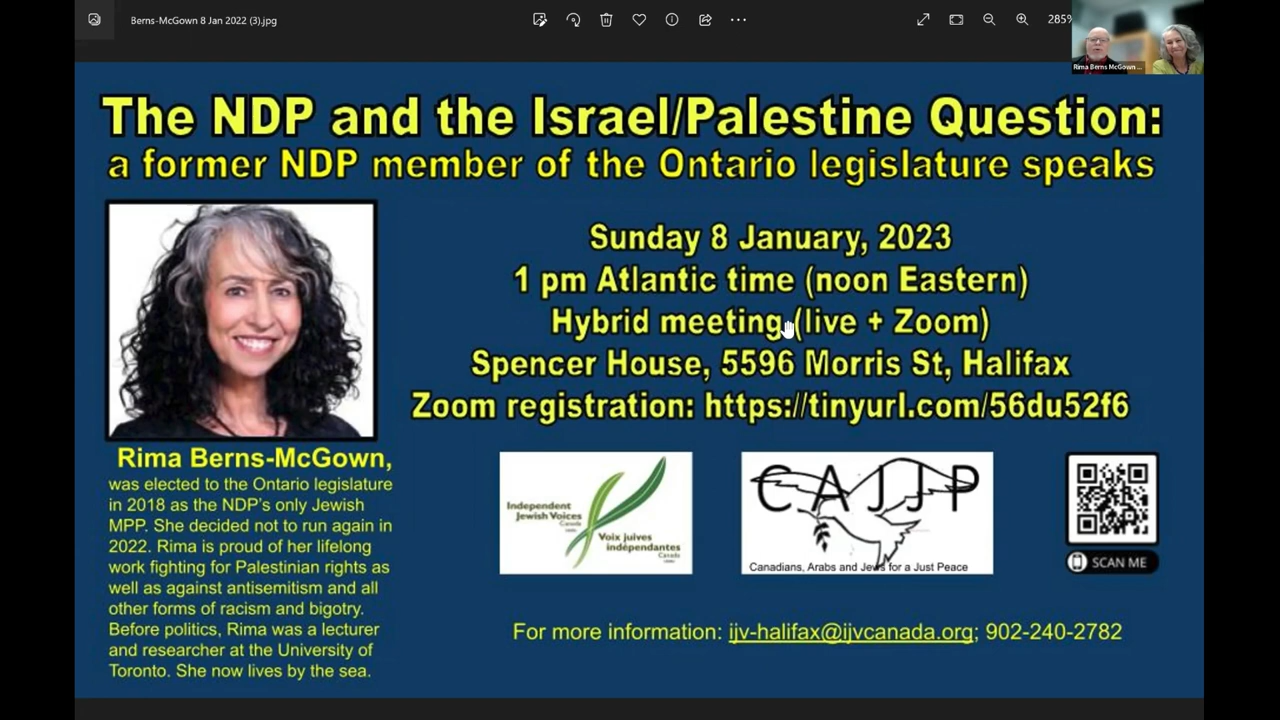 Berns-McGown 8 Jan 2022 (3).jpg
285%
Rima Berns McGown ...
The NDP and the Israel/Palestine Question:
a former NDP member of the Ontario legislature speaks
Sunday 8 January, 2023
1 pm Atlantic time (noon Eastern)
Hybrid meeting (live + Zoom)
Spencer House, 5596 Morris St, Halifax
Zoom registration: https://tinyurl.com/56du52f6
Rima Berns-McGown,
was elected to the Ontario legislature
in 2018 as the NDP's only Jewish
MPP. She decided not to run again in
2022. Rima is proud of her lifelong
work fighting for Palestinian rights as
well as against antisemitism and all
other forms of racism and bigotry.
Before politics, Rima was a lecturer
and researcher at the University of
Toronto. She now lives by the sea.
Independent
Jewish Voices
Canada
Voix juives
indépendantes
Canada
CAJJP
Canadians, Arabs and Jews for a Just Peace
SCAN ME
For more information: ijv-halifax@ijvcanada.org; 902-240-2782